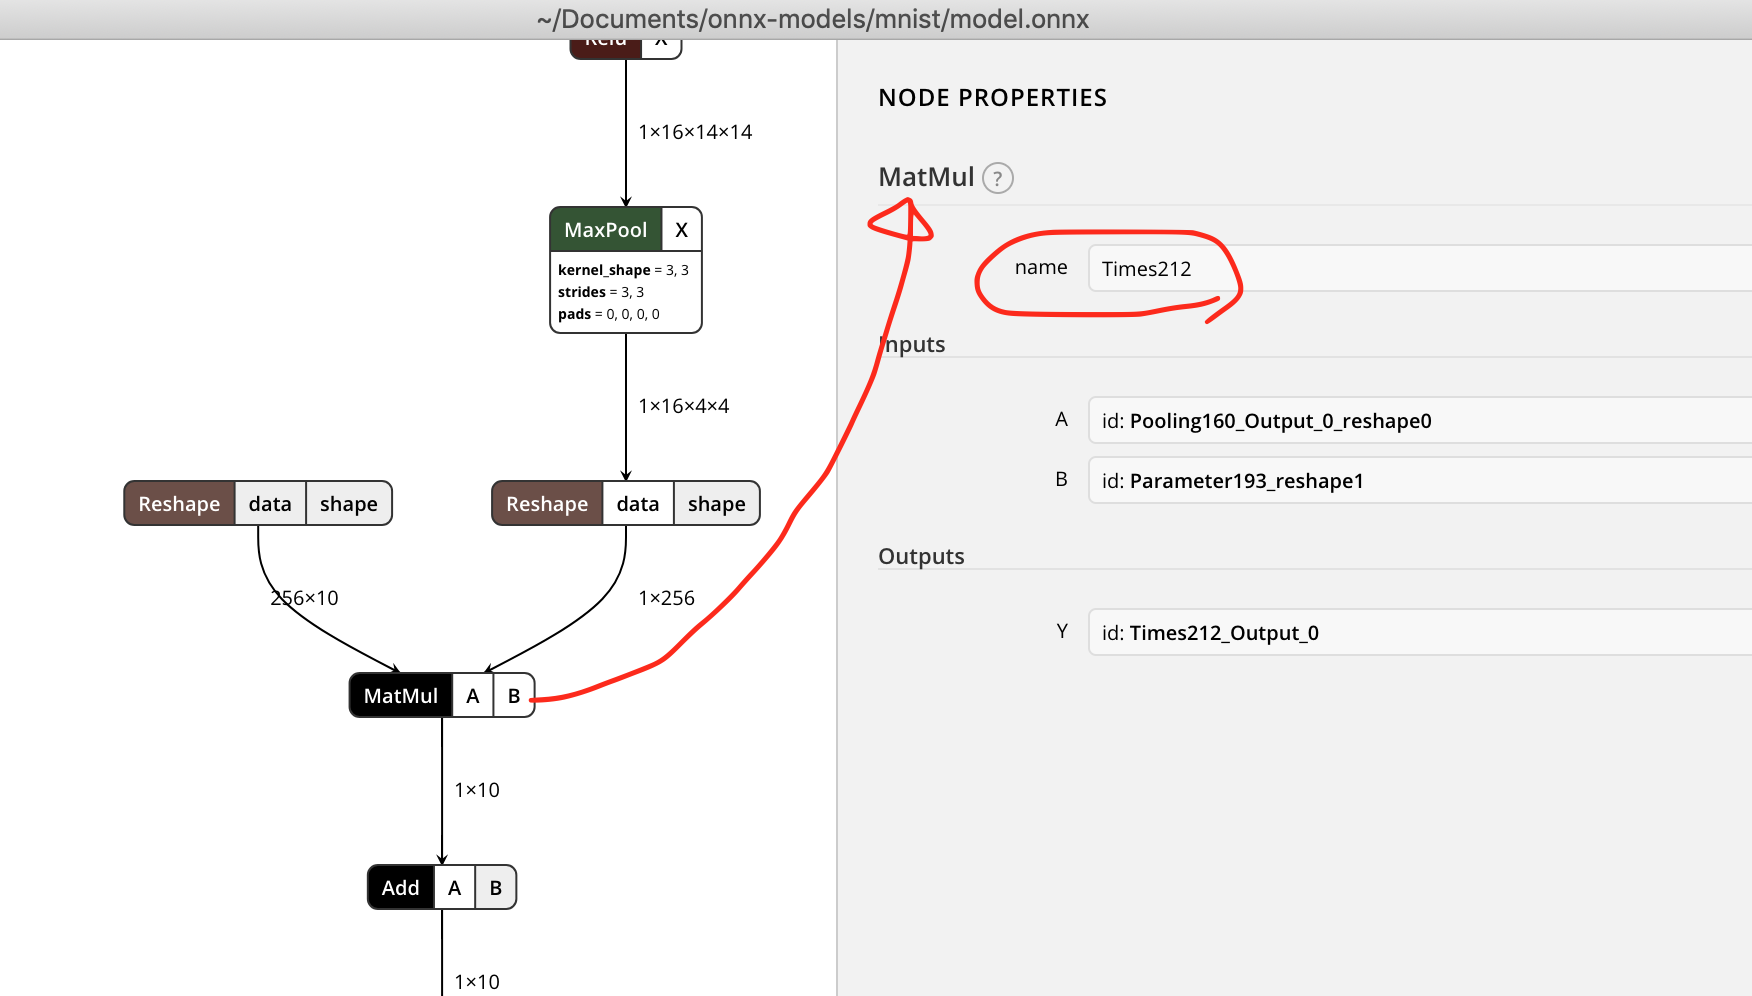 ~/Documents/onnx-models/mnist/model.onnx
Relu X
1×16×14×14
MaxPool X
kernel_shape = 3, 3
strides = 3, 3
pads = 0, 0, 0, 0
1×16×4×4
Reshape data shape
Reshape data shape
256×10
1×256
MatMul A B
1×10
Add A B
1×10
NODE PROPERTIES
MatMul ?
name Times212
Inputs
A id: Pooling160_Output_0_reshape0
B id: Parameter193_reshape1
Outputs
Y id: Times212_Output_0